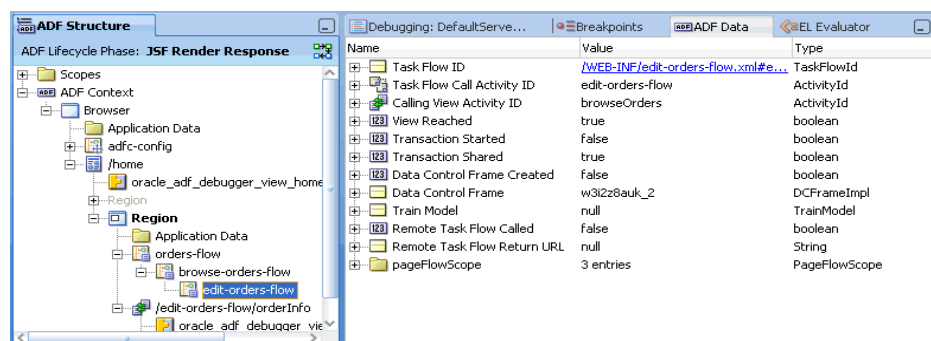 ADF Structure
ADF Lifecycle Phase: JSF Render Response
Scopes
ADF Context
Browser
Application Data
adfc-config
/home
oracle_adf_debugger_view_home
Region
Region
Application Data
orders-flow
browse-orders-flow
edit-orders-flow
/edit-orders-flow/orderInfo
oracle_adf_debugger_vie
Debugging: DefaultServe... Breakpoints ADF ADF Data EL Evaluator
Name Value Type
Task Flow ID /WEB-INF/edit-orders-flow.xml#e... TaskFlowId
Task Flow Call Activity ID edit-orders-flow ActivityId
Calling View Activity ID browseOrders ActivityId
123 View Reached true boolean
123 Transaction Started false boolean
123 Transaction Shared true boolean
123 Data Control Frame Created false boolean
Data Control Frame w3i2z8auk_2 DCFrameImpl
Train Model null TrainModel
123 Remote Task Flow Called false boolean
Remote Task Flow Return URL null String
pageFlowScope 3 entries PageFlowScope